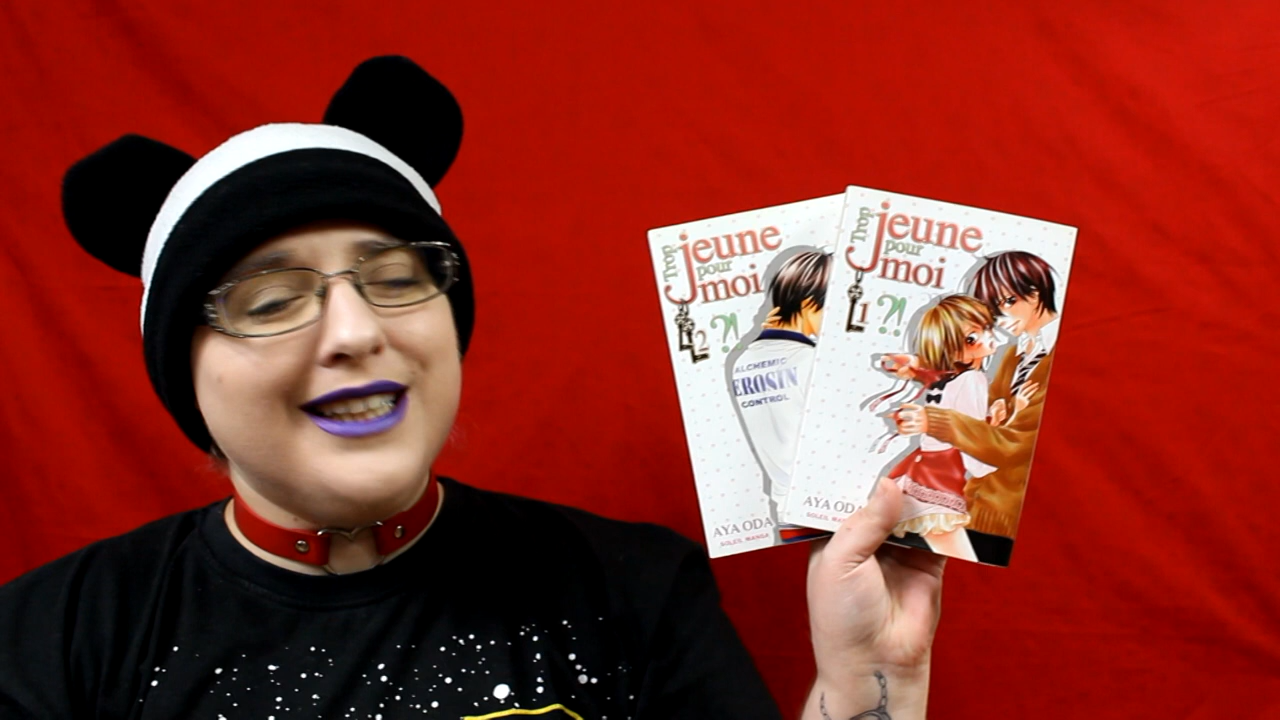 Trop
jeune
pour
moi
2 ?!
ALCHEMIC
EROSIN
CONTROL
AYA ODA
SOLEIL MANGA
Trop
jeune
pour
moi
1 ?!
AYA ODA
SOLEIL